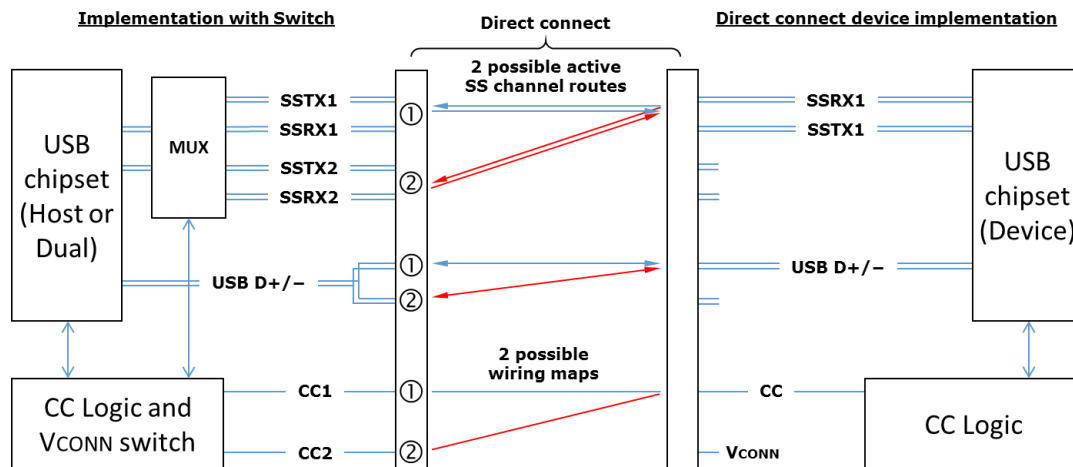 Implementation with Switch
Direct connect
Direct connect device implementation
2 possible active
SS channel routes
USB
chipset
(Host or
Dual)
MUX
SSTX1
SSRX1
SSTX2
SSRX2
USB D+/−
①
②
①
②
SSRX1
SSTX1
USB D+/−
USB
chipset
(Device)
2 possible
wiring maps
CC Logic and
VCONN switch
CC1
CC2
①
②
CC
VCONN
CC Logic